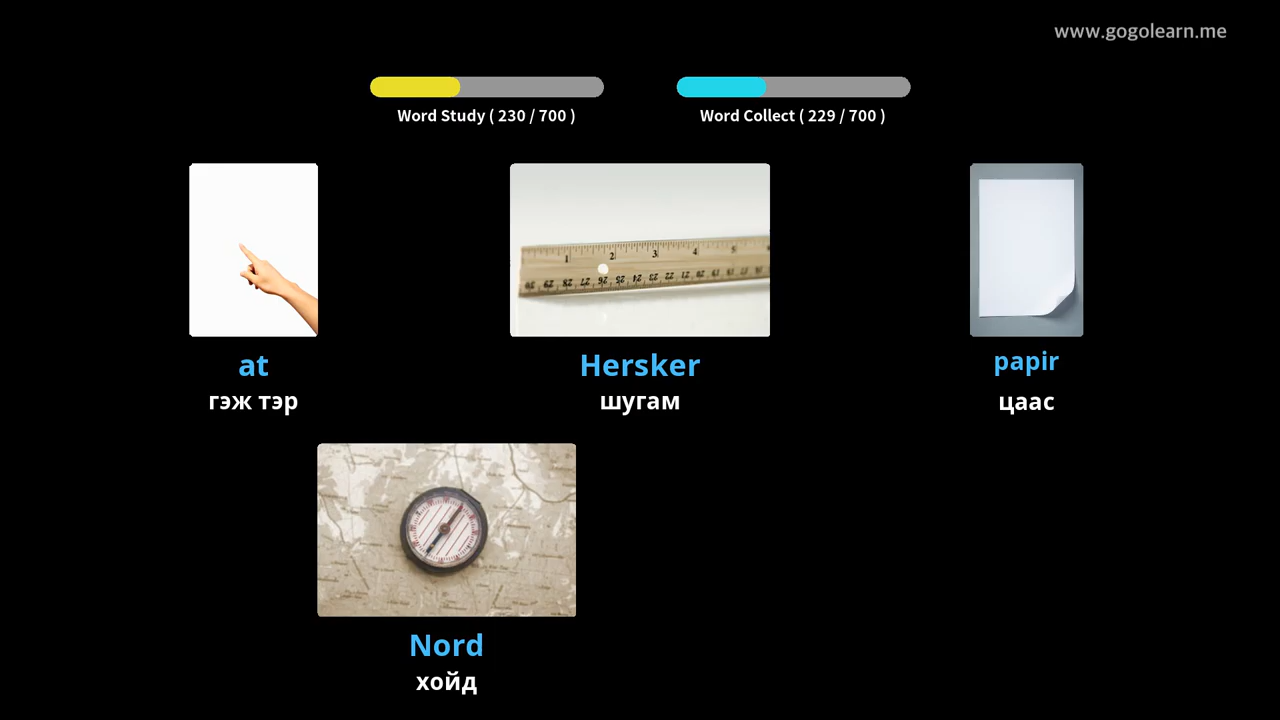 www.gogolearn.me
Word Study ( 230 / 700 )
Word Collect ( 229 / 700 )
at
гэж тэр
Hersker
шугам
papir
цаас
Nord
хойд